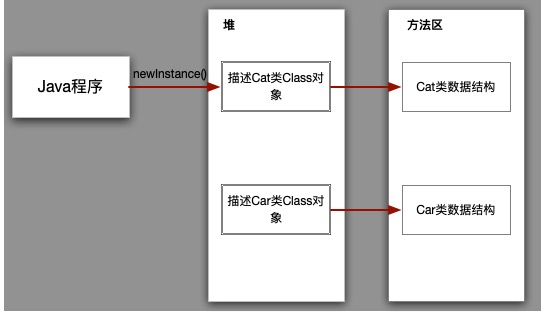 堆
方法区
Java程序
newInstance()
描述Cat类Class对
象
Cat类数据结构
描述Car类Class对
象
Car类数据结构